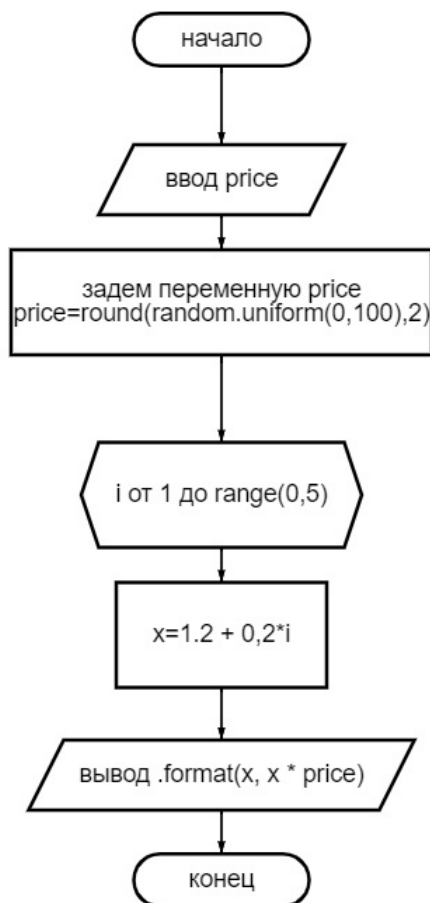 начало
ввод price
задем переменную price
price=round(random.uniform(0,100),2)
i от 1 до range(0,5)
x=1.2 + 0,2*i
вывод .format(x, x * price)
конец